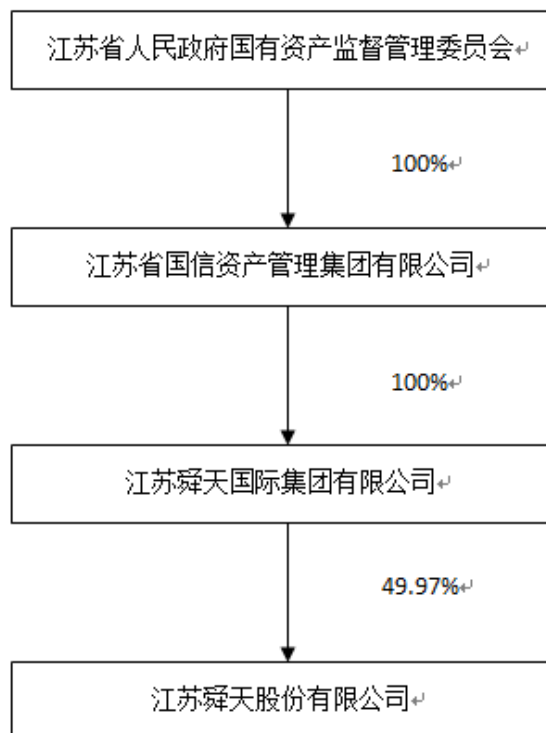 江苏省人民政府国有资产监督管理委员会↵
100%↵
江苏省国信资产管理集团有限公司↵
100%↵
江苏舜天国际集团有限公司↵
49.97%↵
江苏舜天股份有限公司↵